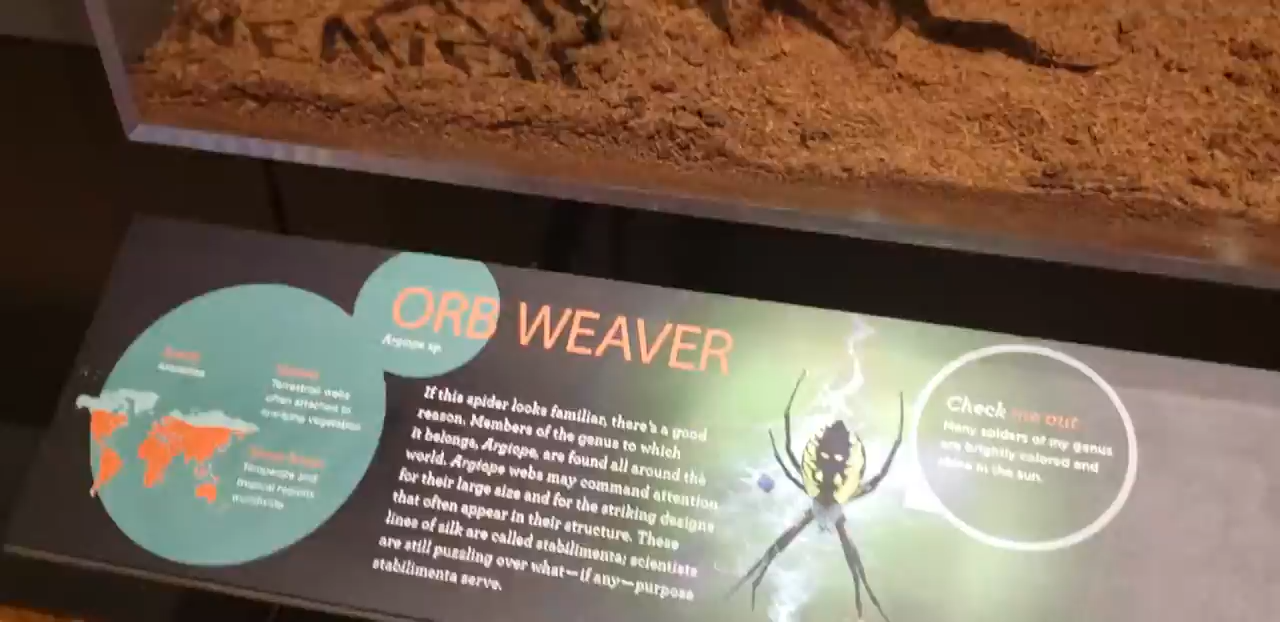 ORB WEAVER
Argiope sp.
If this spider looks familiar, there's a good
reason. Members of the genus to which
it belongs, Argiope, are found all around the
world. Argiope webs may command attention
for their large size and for the striking designs
that often appear in their structure. These
lines of silk are called stabilimenta; scientists
are still puzzling over what—if any—purpose
stabilimenta serve.
Terrestrial webs
often attached to
vegetation
Temperate and
tropical regions
worldwide
Check me out
Many spiders of my genus
are brightly colored and
shine in the sun.